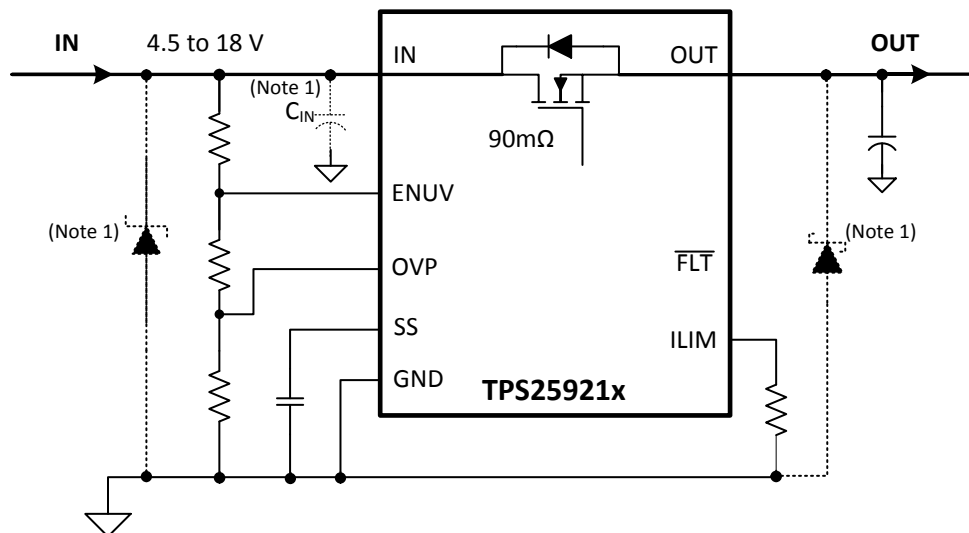 IN
4.5 to 18 V
IN
OUT
OUT
(Note 1)
CIN
90mΩ
ENUV
(Note 1)
(Note 1)
OVP
FLT
SS
ILIM
GND
TPS25921x